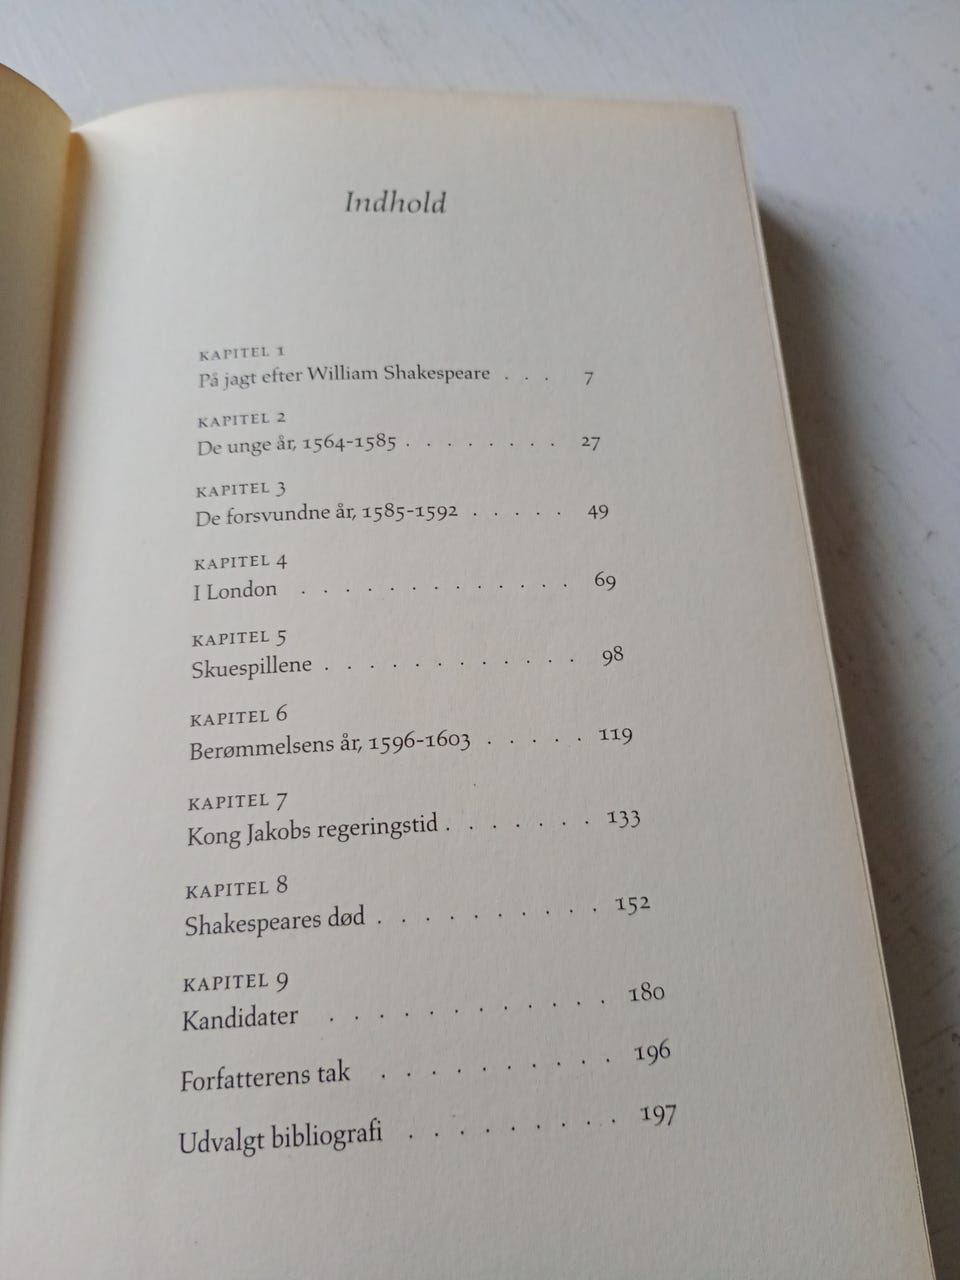 Indhold
KAPITEL 1
På jagt efter William Shakespeare . . . 7
KAPITEL 2
De unge år, 1564-1585 . . . . . . . . 27
KAPITEL 3
De forsvundne år, 1585-1592 . . . . . 49
KAPITEL 4
I London . . . . . . . . . . . . . 69
KAPITEL 5
Skuespillene . . . . . . . . . . . . 98
KAPITEL 6
Berømmelsens år, 1596-1603 . . . . . 119
KAPITEL 7
Kong Jakobs regeringstid . . . . . . . 133
KAPITEL 8
Shakespeares død . . . . . . . . . . 152
KAPITEL 9
Kandidater . . . . . . . . . . . . 180
Forfatterens tak . . . . . . . . . . 196
Udvalgt bibliografi . . . . . . . . . 197